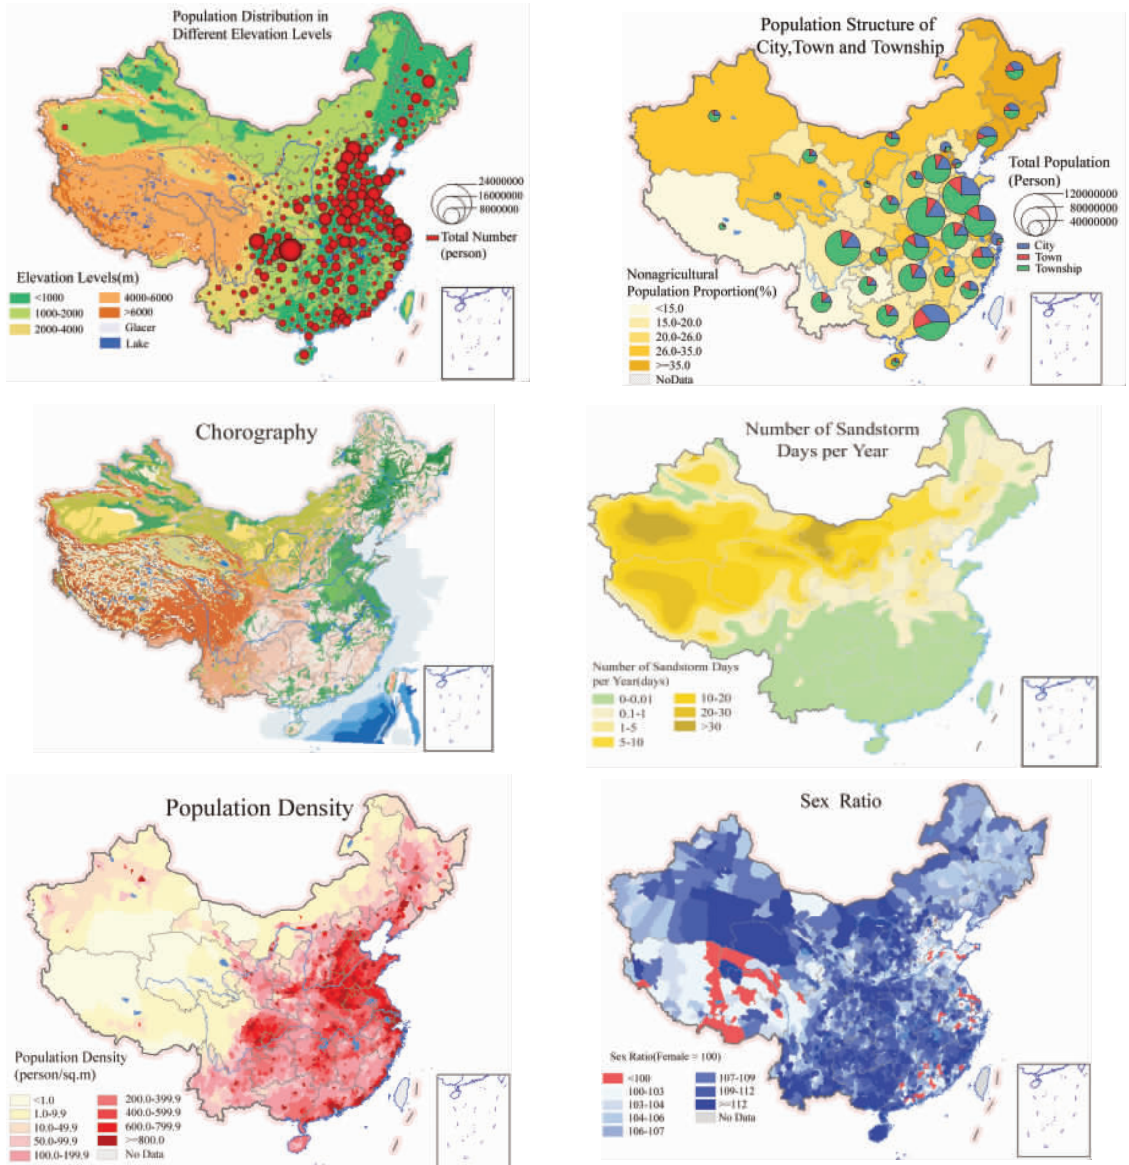 Population Distribution in
Different Elevation Levels
24000000
16000000
8000000
Total Number
(person)
Elevation Levels(m)
<1000
1000-2000
2000-4000
4000-6000
>6000
Glacer
Lake
Population Structure of
City,Town and Township
Total Population
(Person)
120000000
80000000
40000000
City
Town
Township
Nonagricultural
Population Proportion(%)
<15.0
15.0-20.0
20.0-26.0
26.0-35.0
>=35.0
NoData
Chorography
Number of Sandstorm
Days per Year
Number of Sandstorm Days
per Year(days)
0-0.01
0.1-1
1-5
5-10
10-20
20-30
>30
Population Density
Population Density
(person/sq.m)
<1.0
1.0-9.9
10.0-49.9
50.0-99.9
100.0-199.9
200.0-399.9
400.0-599.9
600.0-799.9
>=800.0
No Data
Sex Ratio
Sex Ratio(Female = 100)
<100
100-103
103-104
104-106
106-107
107-109
109-112
>=112
No Data